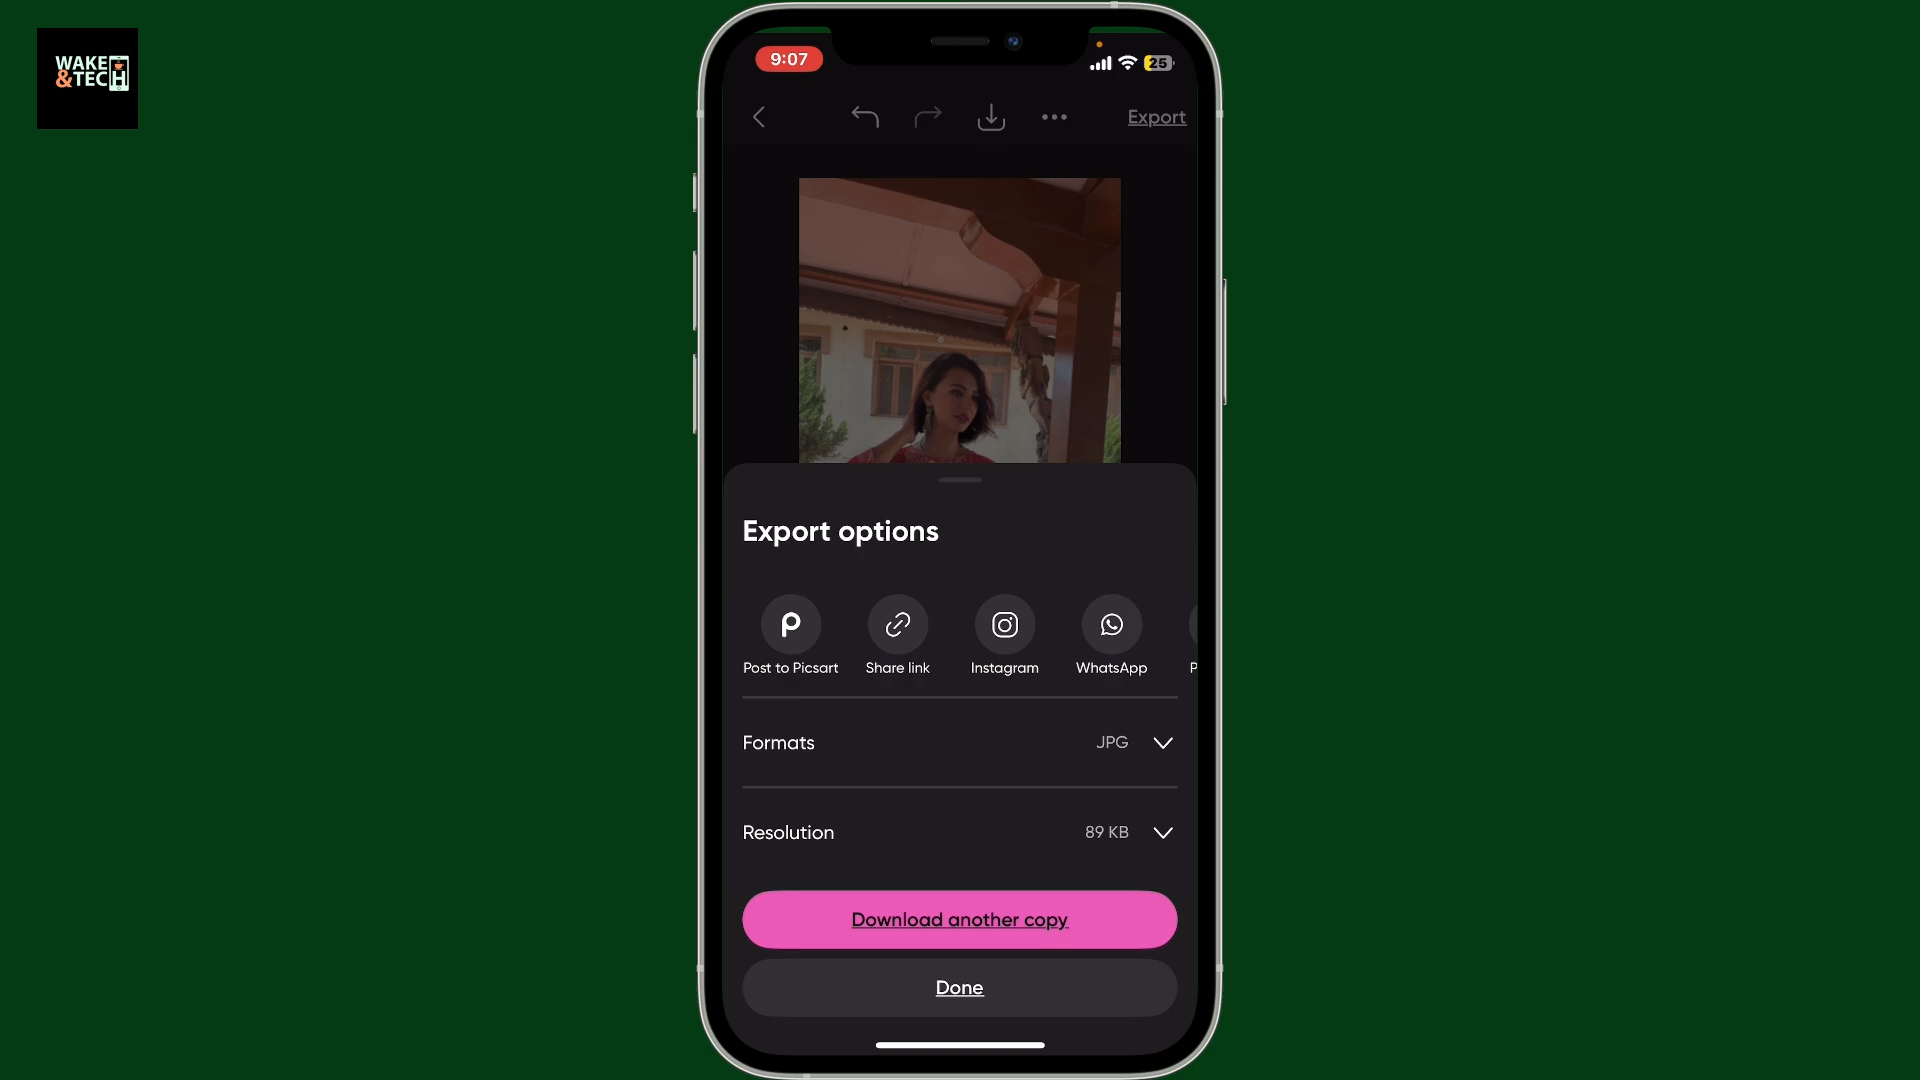 WAKE
&TECH
9:07
25
Export
Export options
Post to Picsart
Share link
Instagram
WhatsApp
P
Formats
JPG
Resolution
89 KB
Download another copy
Done